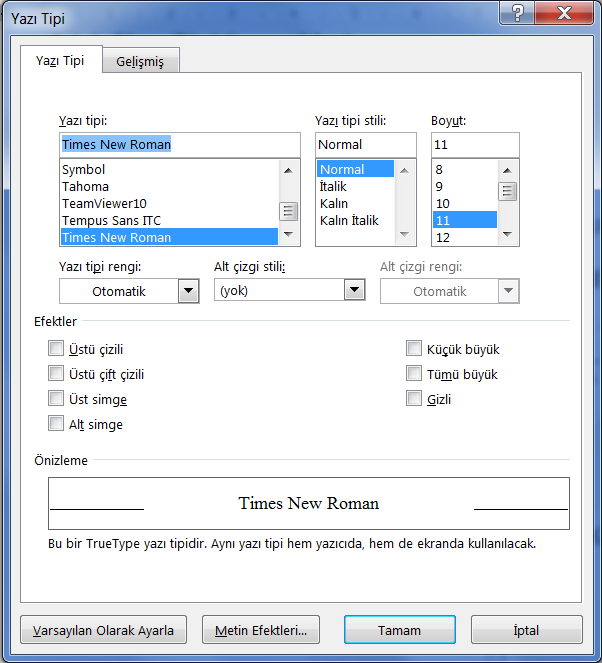 Yazı Tipi
Yazı Tipi Gelişmiş
Yazı tipi: Yazı tipi stili: Boyut:
Times New Roman Normal 11
Symbol Normal 8
Tahoma İtalik 9
TeamViewer10 Kalın 10
Tempus Sans ITC Kalın İtalik 11
Times New Roman 12
Yazı tipi rengi: Alt çizgi stili: Alt çizgi rengi:
Otomatik (yok) Otomatik
Efektler
Üstü çizili Küçük büyük
Üstü çift çizili Tümü büyük
Üst simge Gizli
Alt simge
Önizleme
Times New Roman
Bu bir TrueType yazı tipidir. Aynı yazı tipi hem yazıcıda, hem de ekranda kullanılacak.
Varsayılan Olarak Ayarla Metin Efektleri... Tamam İptal